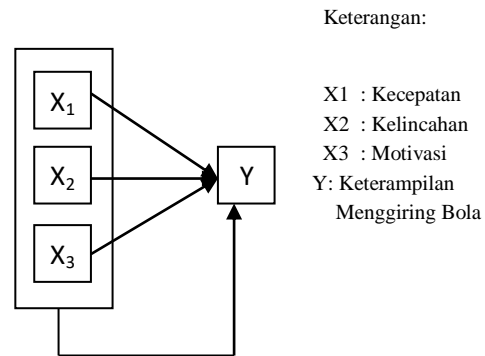 Keterangan:
X1 : Kecepatan
X2 : Kelincahan
X3 : Motivasi
Y: Keterampilan
Menggiring Bola
X₁
X₂
Y
X₃